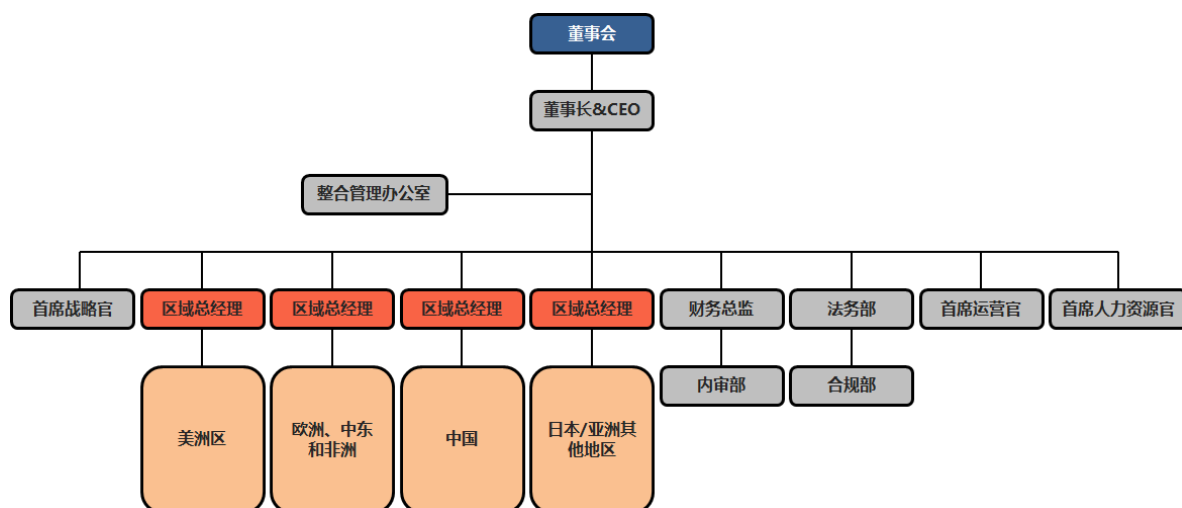 董事会
董事长&CEO
整合管理办公室
首席战略官
区域总经理
区域总经理
区域总经理
区域总经理
财务总监
法务部
首席运营官
首席人力资源官
美洲区
欧洲、中东
和非洲
中国
日本/亚洲其
他地区
内审部
合规部